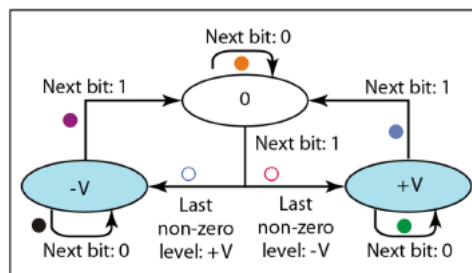 Next bit: 0
Next bit: 1
0
Next bit: 1
Next bit: 1
-V
+V
Last
non-zero
level: +V
Last
non-zero
level: -V
Next bit: 0
Next bit: 0